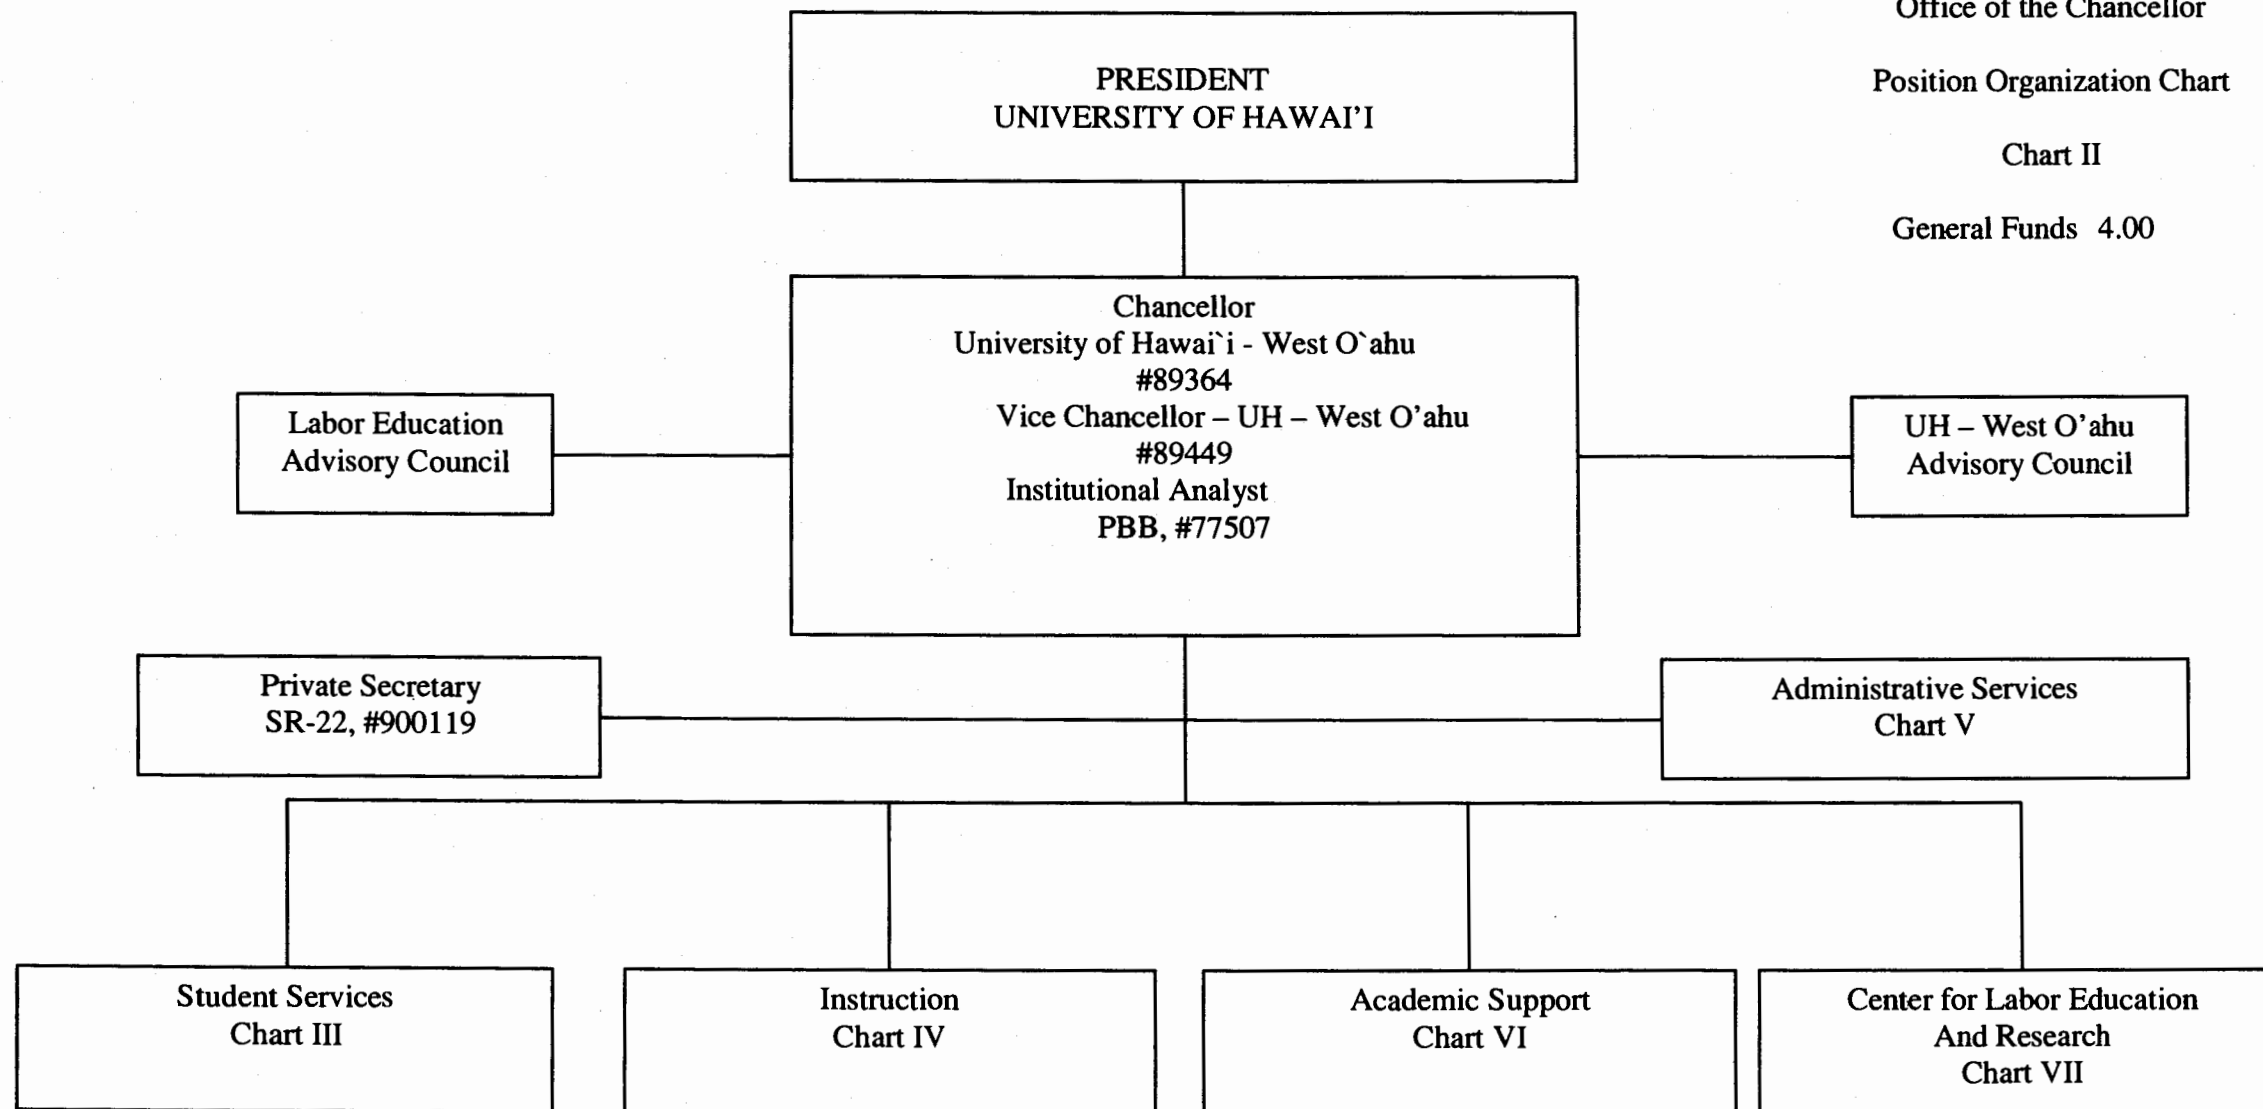 Office of the Chancellor
Position Organization Chart
Chart II
General Funds 4.00
PRESIDENT
UNIVERSITY OF HAWAI'I
Chancellor
University of Hawai`i - West O`ahu
#89364
Vice Chancellor – UH – West O’ahu
#89449
Institutional Analyst
PBB, #77507
Labor Education
Advisory Council
UH – West O’ahu
Advisory Council
Private Secretary
SR-22, #900119
Administrative Services
Chart V
Student Services
Chart III
Instruction
Chart IV
Academic Support
Chart VI
Center for Labor Education
And Research
Chart VII